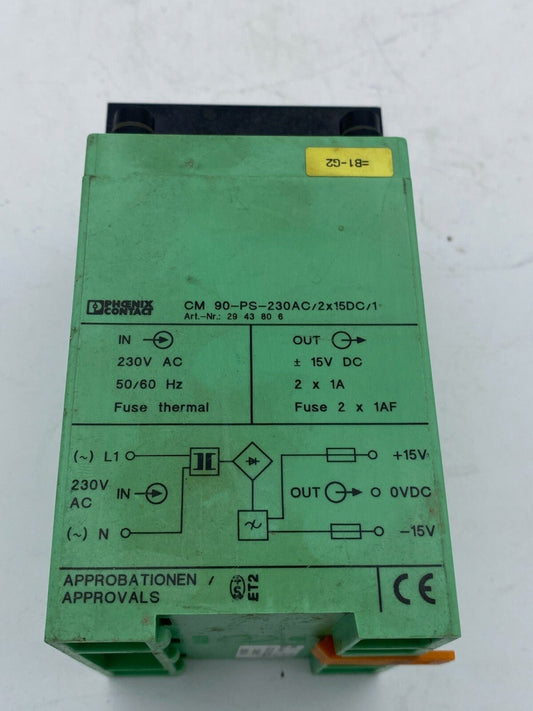 =B1-G2
PHŒNIX CONTACT
CM 90-PS-230AC/2x15DC/1
Art.-Nr.: 29 43 80 6
IN
230V AC
50/60 Hz
Fuse thermal
OUT
± 15V DC
2 x 1A
Fuse 2 x 1AF
(~) L1
+15V
230V AC
IN
OUT
0VDC
(~) N
-15V
APPROBATIONEN /
APPROVALS
ET2
CE